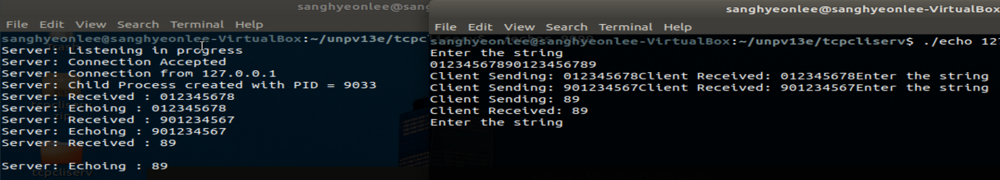 sanghyeonlee@sang
File Edit View Search Terminal Help
sanghyeonlee@sanghyeonlee-VirtualBox:~/unpv13e/tcpc
Server: Listening in progress
Server: Connection Accepted
Server: Connection from 127.0.0.1
Server: Child Process created with PID = 9033
Server: Received : 012345678
Server: Echoing : 012345678
Server: Received : 901234567
Server: Echoing : 901234567
Server: Received : 89
Server: Echoing : 89
Trash
zip
tcpcliserv
sanghyeonlee@sanghyeonlee-VirtualBox
File Edit View Search Terminal Help
sanghyeonlee@sanghyeonlee-VirtualBox:~/unpv13e/tcpcliserv$ ./echo 127
Enter the string
01234567890123456789
Client Sending: 012345678Client Received: 012345678Enter the string
Client Sending: 901234567Client Received: 901234567Enter the string
Client Sending: 89
Client Received: 89
Enter the string